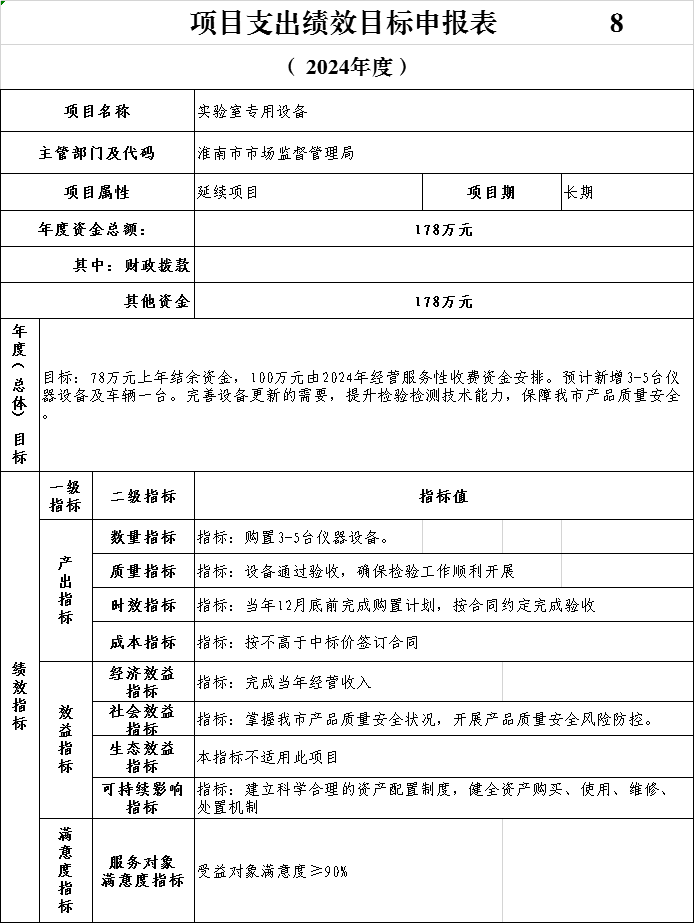 项目支出绩效目标申报表 8
（ 2024年度 ）
项目名称 实验室专用设备
主管部门及代码 淮南市市场监督管理局
项目属性 延续项目 项目期 长期
年度资金总额： 178万元
其中：财政拨款
其他资金 178万元
年度（总体）目标
目标：78万元上年结余资金，100万元由2024年经营服务性收费资金安排。预计新增3-5台仪
器设备及车辆一台。完善设备更新的需要，提升检验检测技术能力，保障我市产品质量安全
。
绩效指标
一级
指标
二级指标 指标值
产出指标
数量指标 指标：购置3-5台仪器设备。
质量指标 指标：设备通过验收，确保检验工作顺利开展
时效指标 指标：当年12月底前完成购置计划，按合同约定完成验收
成本指标 指标：按不高于中标价签订合同
效益指标
经济效益
指标
指标：完成当年经营收入
社会效益
指标
指标：掌握我市产品质量安全状况，开展产品质量安全风险防控。
生态效益
指标
本指标不适用此项目
可持续影响
指标
指标：建立科学合理的资产配置制度，健全资产购买、使用、维修、
处置机制
满意度指标
服务对象
满意度指标
受益对象满意度≥90%